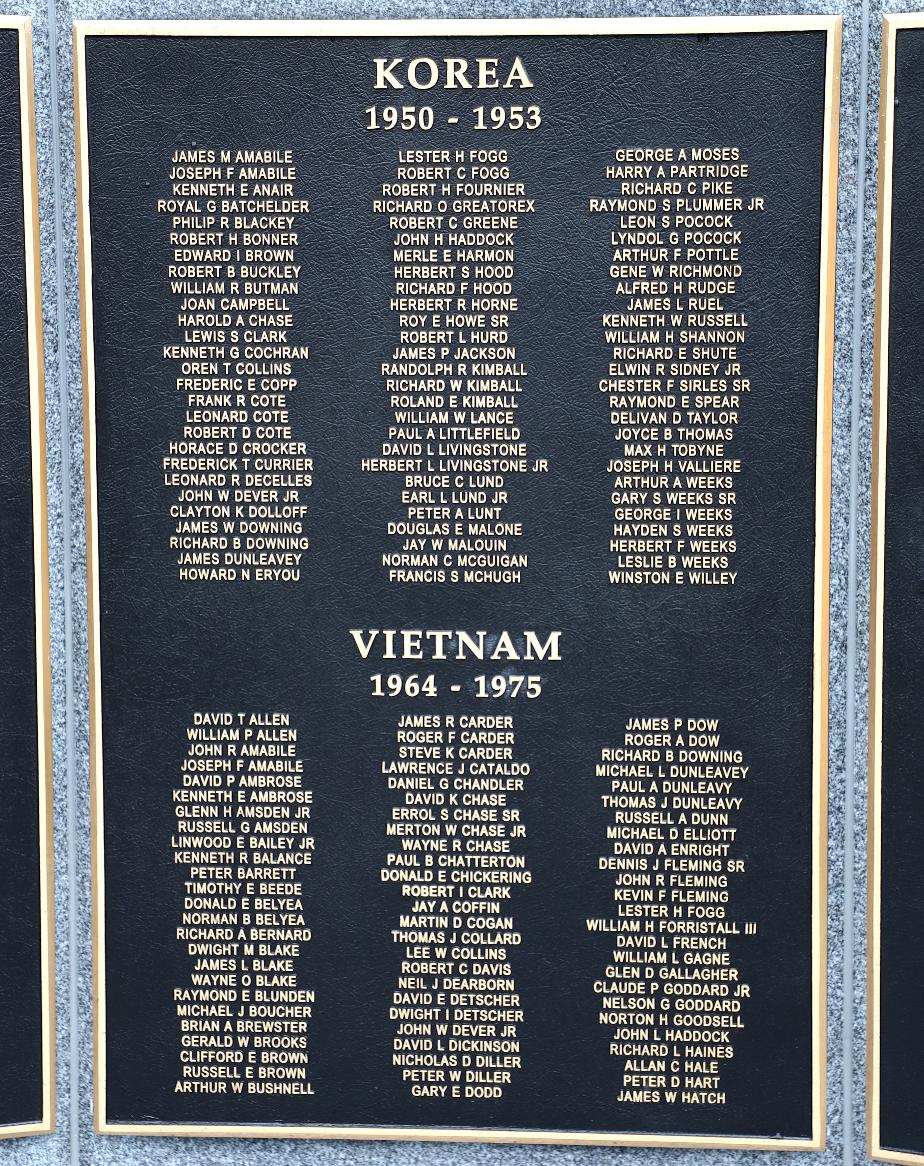 KOREA
1950 - 1953
JAMES M AMABILE
JOSEPH F AMABILE
KENNETH E ANAIR
ROYAL G BATCHELDER
PHILIP R BLACKEY
ROBERT H BONNER
EDWARD I BROWN
ROBERT B BUCKLEY
WILLIAM R BUTMAN
JOAN CAMPBELL
HAROLD A CHASE
LEWIS S CLARK
KENNETH G COCHRAN
OREN T COLLINS
FREDERIC E COPP
FRANK R COTE
LEONARD COTE
ROBERT D COTE
HORACE D CROCKER
FREDERICK T CURRIER
LEONARD R DECELLES
JOHN W DEVER JR
CLAYTON K DOLLOFF
JAMES W DOWNING
RICHARD B DOWNING
JAMES DUNLEAVEY
HOWARD N ERYOU
LESTER H FOGG
ROBERT C FOGG
ROBERT H FOURNIER
RICHARD O GREATOREX
ROBERT C GREENE
JOHN H HADDOCK
MERLE E HARMON
HERBERT S HOOD
RICHARD F HOOD
HERBERT R HORNE
ROY E HOWE SR
ROBERT L HURD
JAMES P JACKSON
RANDOLPH R KIMBALL
RICHARD W KIMBALL
ROLAND E KIMBALL
WILLIAM W LANCE
PAUL A LITTLEFIELD
DAVID L LIVINGSTONE
HERBERT L LIVINGSTONE JR
BRUCE C LUND
EARL L LUND JR
PETER A LUNT
DOUGLAS E MALONE
JAY W MALOUIN
NORMAN C MCGUIGAN
FRANCIS S MCHUGH
GEORGE A MOSES
HARRY A PARTRIDGE
RICHARD C PIKE
RAYMOND S PLUMMER JR
LEON S POCOCK
LYNDOL G POCOCK
ARTHUR F POTTLE
GENE W RICHMOND
ALFRED H RUDGE
JAMES L RUEL
KENNETH W RUSSELL
WILLIAM H SHANNON
RICHARD E SHUTE
ELWIN R SIDNEY JR
CHESTER F SIRLES SR
RAYMOND E SPEAR
DELIVAN D TAYLOR
JOYCE B THOMAS
MAX H TOBYNE
JOSEPH H VALLIERE
ARTHUR A WEEKS
GARY S WEEKS SR
GEORGE I WEEKS
HAYDEN S WEEKS
HERBERT F WEEKS
LESLIE B WEEKS
WINSTON E WILLEY
VIETNAM
1964 - 1975
DAVID T ALLEN
WILLIAM P ALLEN
JOHN R AMABILE
JOSEPH F AMABILE
DAVID P AMBROSE
KENNETH E AMBROSE
GLENN H AMSDEN JR
RUSSELL G AMSDEN
LINWOOD E BAILEY JR
KENNETH R BALANCE
PETER BARRETT
TIMOTHY E BEEDE
DONALD E BELYEA
NORMAN B BELYEA
RICHARD A BERNARD
DWIGHT M BLAKE
JAMES L BLAKE
WAYNE O BLAKE
RAYMOND E BLUNDEN
MICHAEL J BOUCHER
BRIAN A BREWSTER
GERALD W BROOKS
CLIFFORD E BROWN
RUSSELL E BROWN
ARTHUR W BUSHNELL
JAMES R CARDER
ROGER F CARDER
STEVE K CARDER
LAWRENCE J CATALDO
DANIEL G CHANDLER
DAVID K CHASE
ERROL S CHASE SR
MERTON W CHASE JR
WAYNE R CHASE
PAUL B CHATTERTON
DONALD E CHICKERING
ROBERT I CLARK
JAY A COFFIN
MARTIN D COGAN
THOMAS J COLLARD
LEE W COLLINS
ROBERT C DAVIS
NEIL J DEARBORN
DAVID E DETSCHER
DWIGHT I DETSCHER
JOHN W DEVER JR
DAVID L DICKINSON
NICHOLAS D DILLER
PETER W DILLER
GARY E DODD
JAMES P DOW
ROGER A DOW
RICHARD B DOWNING
MICHAEL L DUNLEAVEY
PAUL A DUNLEAVY
THOMAS J DUNLEAVY
RUSSELL A DUNN
MICHAEL D ELLIOTT
DAVID A ENRIGHT
DENNIS J FLEMING SR
JOHN R FLEMING
KEVIN F FLEMING
LESTER H FOGG
WILLIAM H FORRISTALL III
DAVID L FRENCH
WILLIAM L GAGNE
GLEN D GALLAGHER
CLAUDE P GODDARD JR
NELSON G GODDARD
NORTON H GOODSELL
JOHN L HADDOCK
RICHARD L HAINES
ALLAN C HALE
PETER D HART
JAMES W HATCH